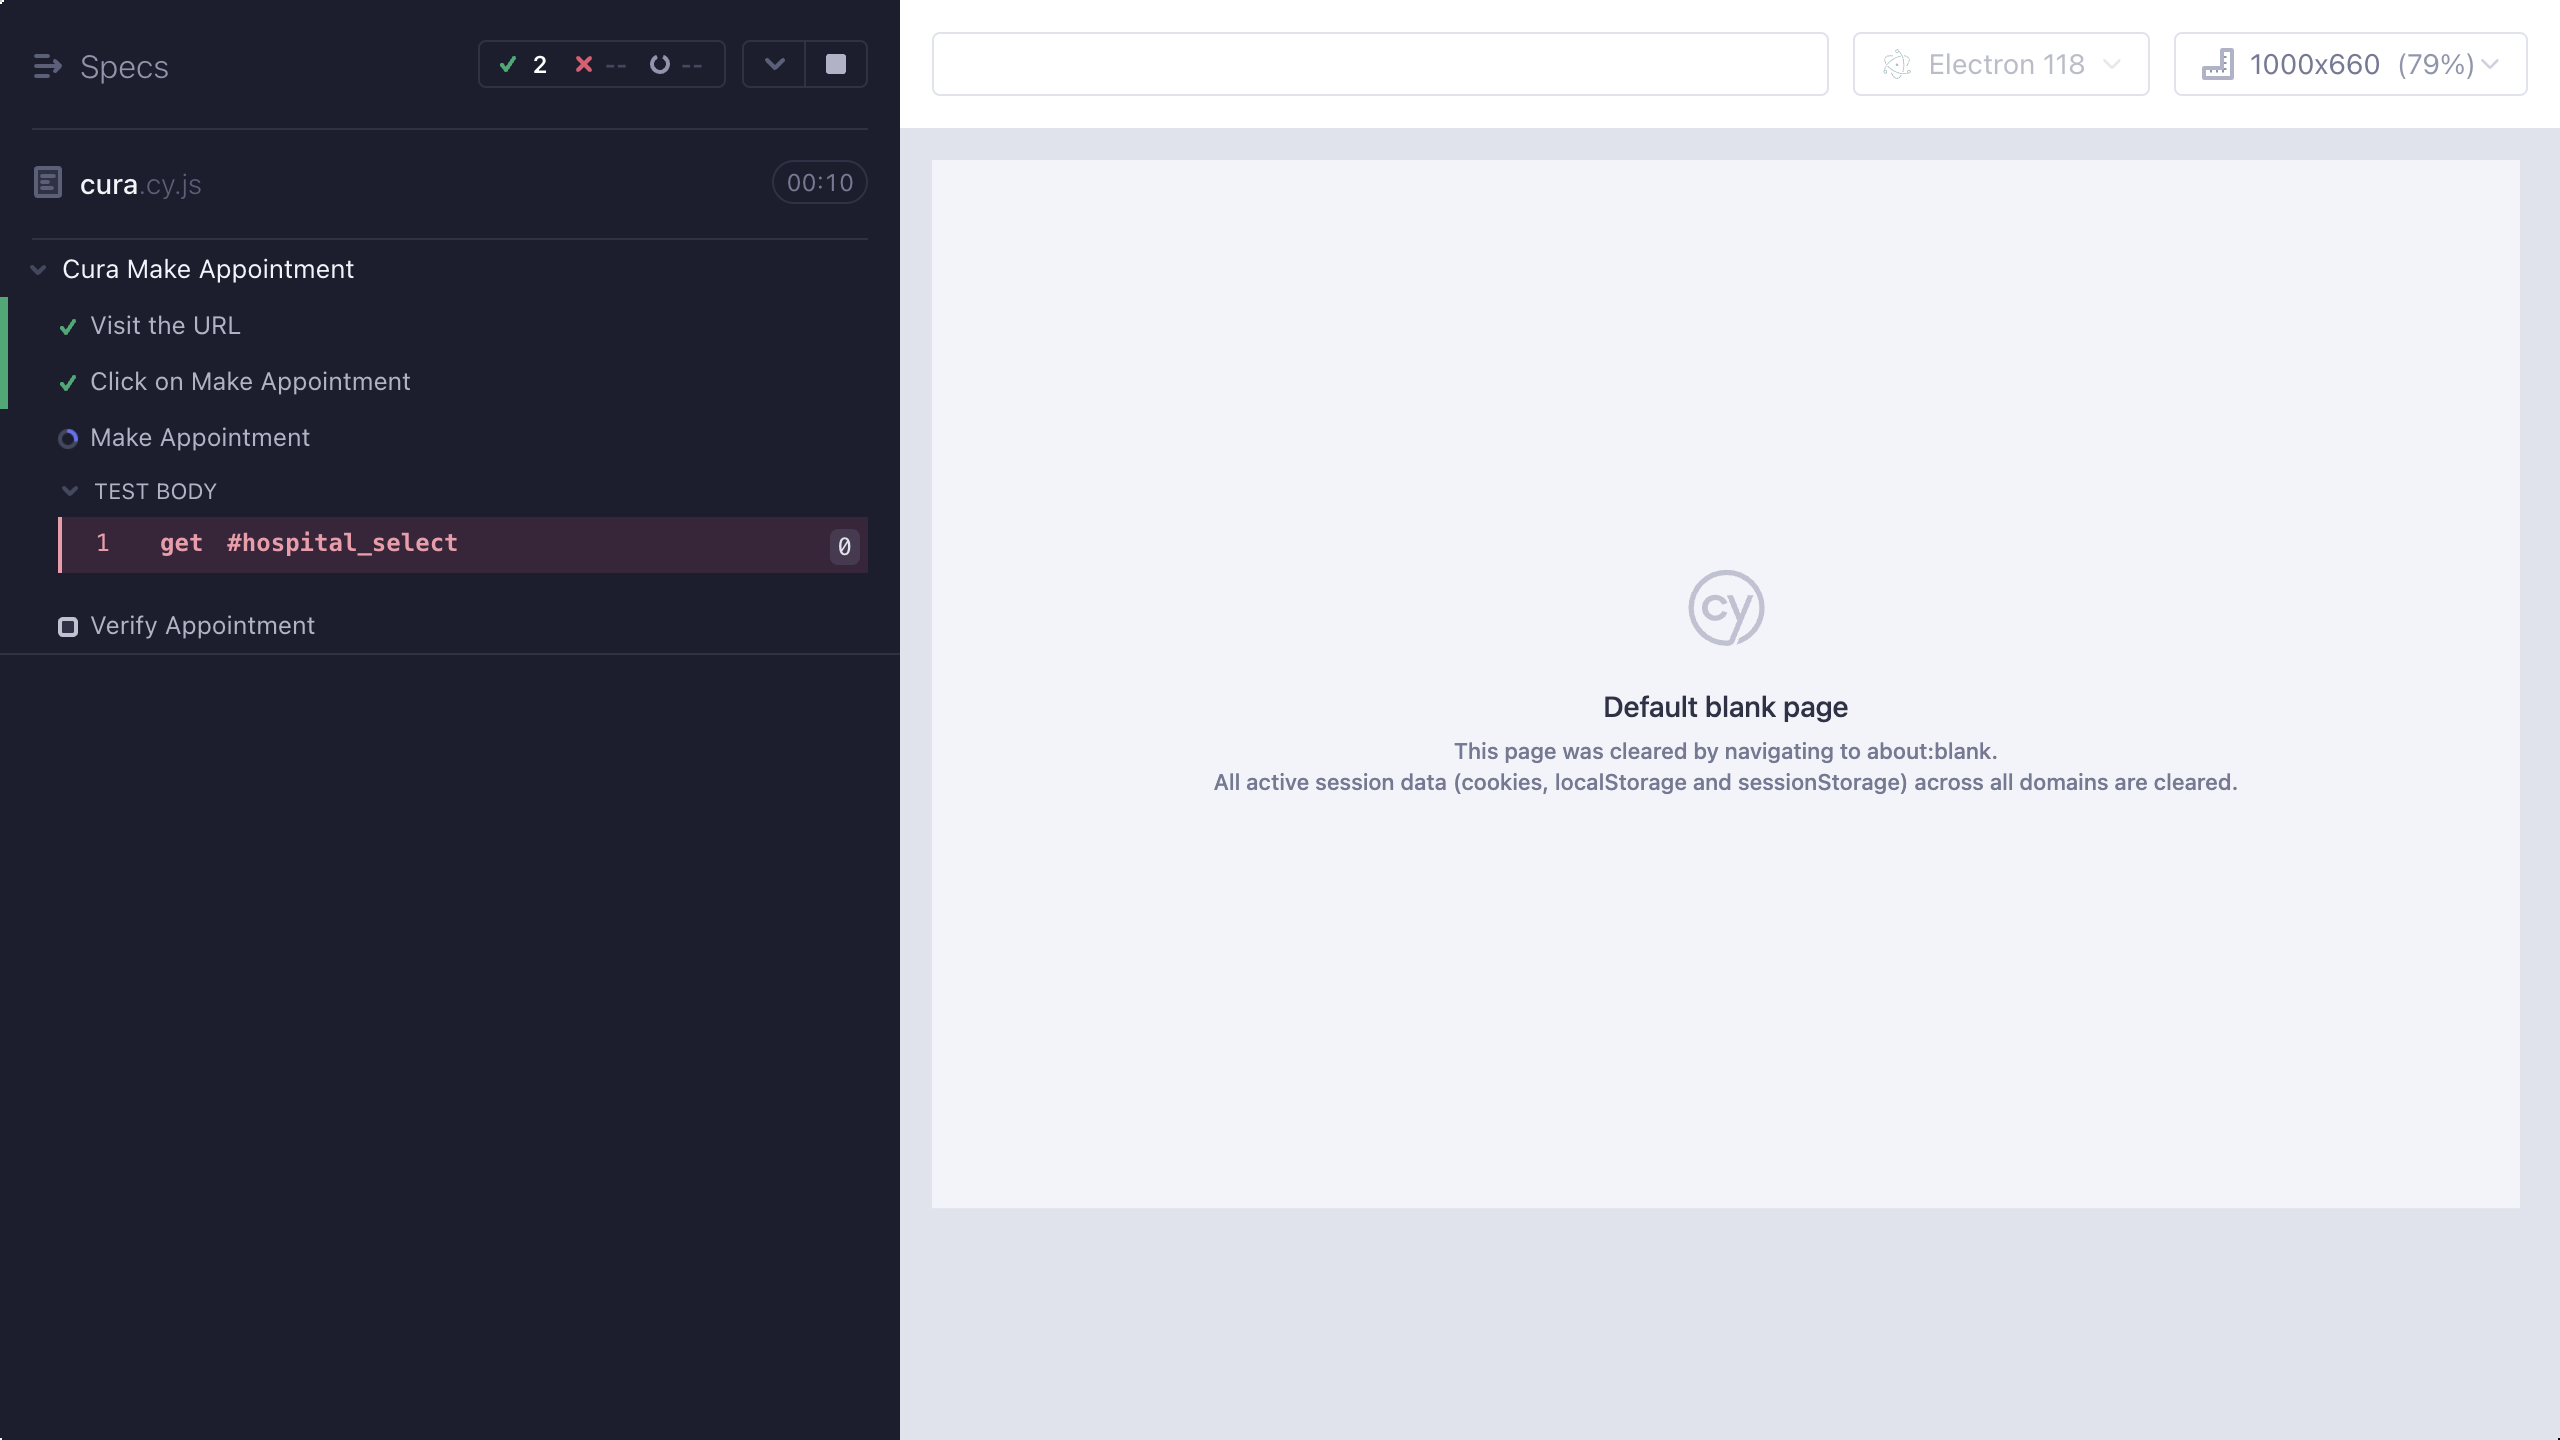 Specs
2 -- --
cura.cy.js
00:10
Cura Make Appointment
Visit the URL
Click on Make Appointment
Make Appointment
TEST BODY
1 get #hospital_select 0
Verify Appointment
Electron 118
1000x660 (79%)
cy
Default blank page
This page was cleared by navigating to about:blank.
All active session data (cookies, localStorage and sessionStorage) across all domains are cleared.